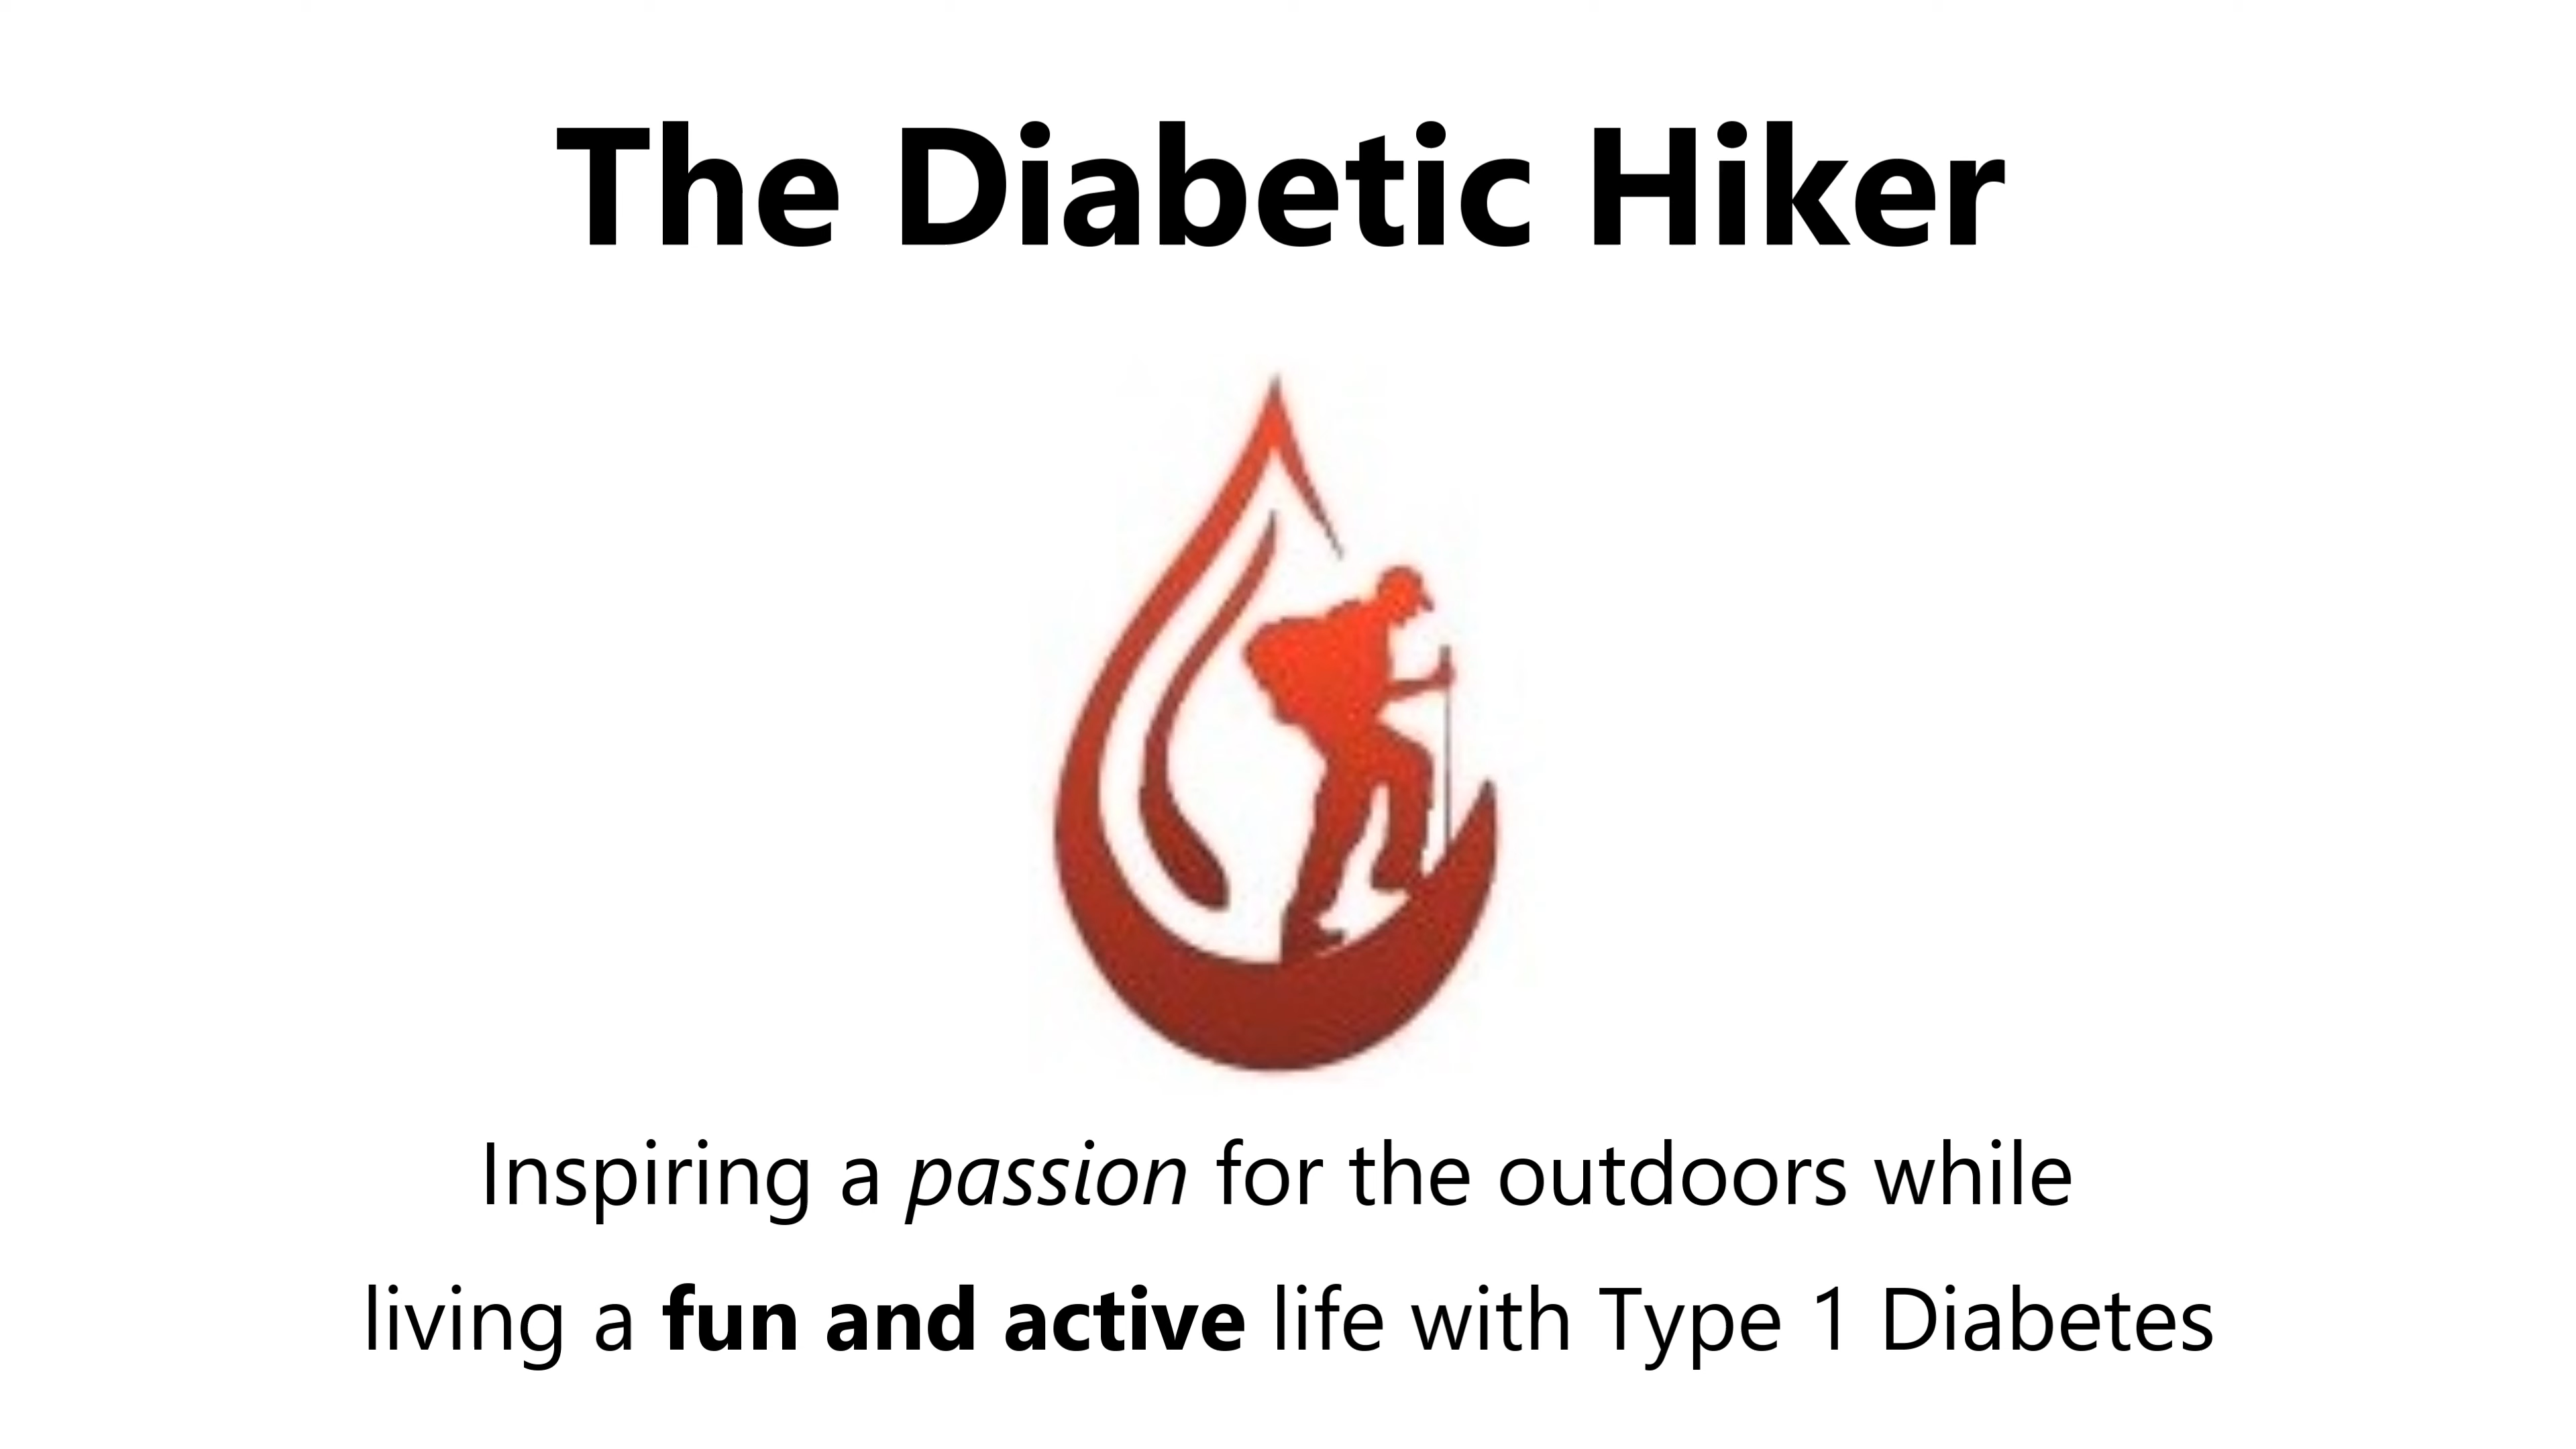 The Diabetic Hiker
Inspiring a passion for the outdoors while
living a fun and active life with Type 1 Diabetes